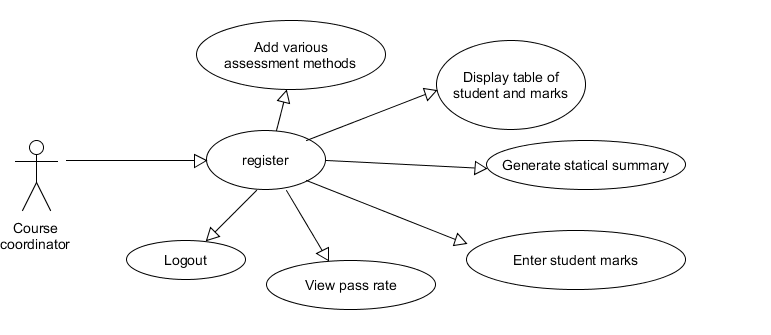 Add various
assessment methods
Display table of
student and marks
register
Generate statical summary
Course
coordinator
Logout
View pass rate
Enter student marks